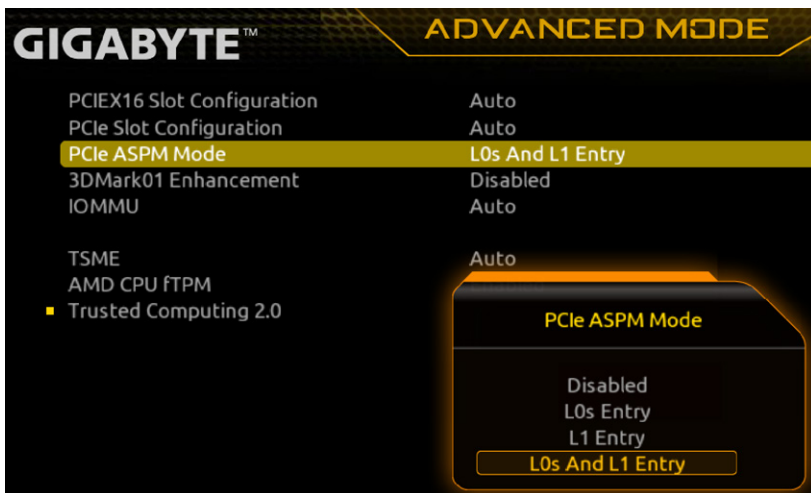 GIGABYTE™
ADVANCED MODE
PCIEX16 Slot Configuration Auto
PCIe Slot Configuration Auto
PCIe ASPM Mode L0s And L1 Entry
3DMark01 Enhancement Disabled
IOMMU Auto
TSME Auto
AMD CPU fTPM
Trusted Computing 2.0
PCIe ASPM Mode
Disabled
L0s Entry
L1 Entry
L0s And L1 Entry